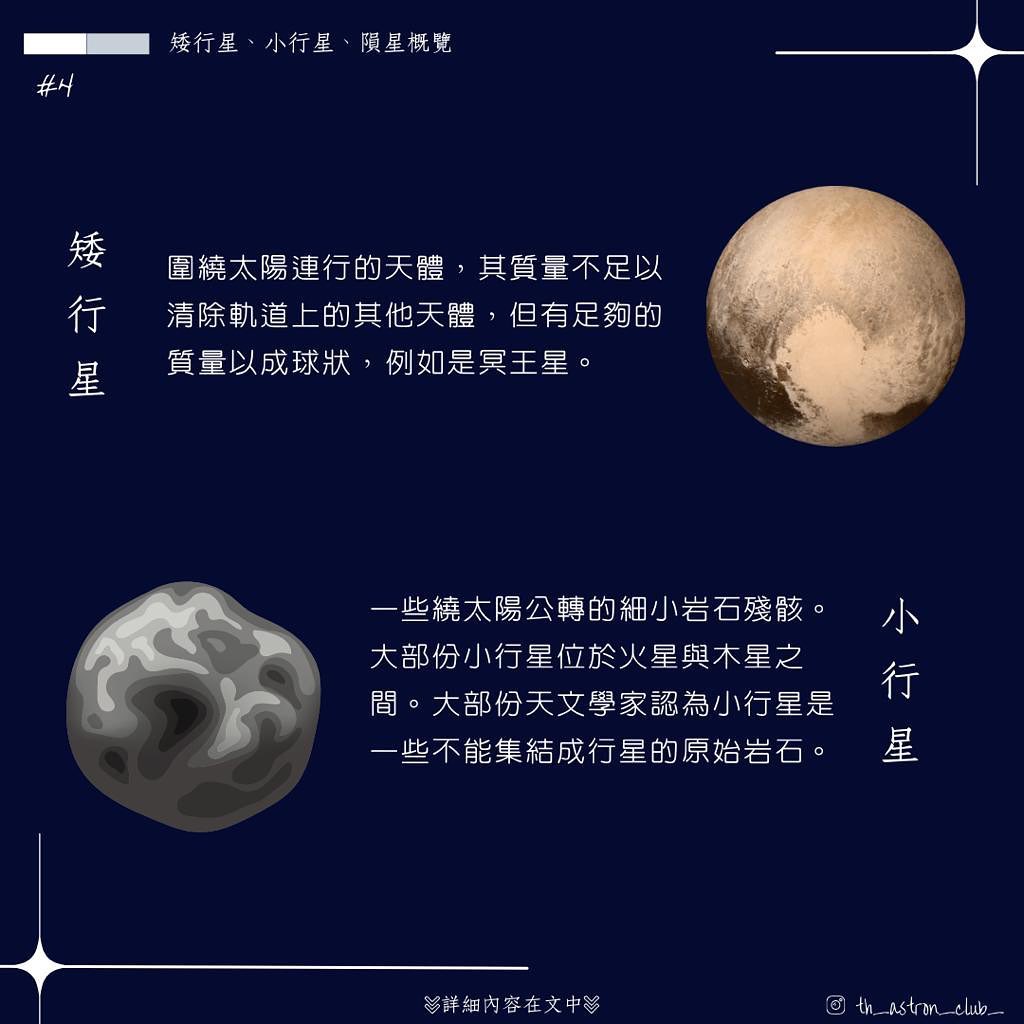 矮行星、小行星、隕星概覽
#4
矮行星
圍繞太陽連行的天體，其質量不足以
清除軌道上的其他天體，但有足夠的
質量以成球狀，例如是冥王星。
一些繞太陽公轉的細小岩石殘骸。
大部份小行星位於火星與木星之
間。大部份天文學家認為小行星是
一些不能集結成行星的原始岩石。
小行星
詳細內容在文中
th_astron_club_